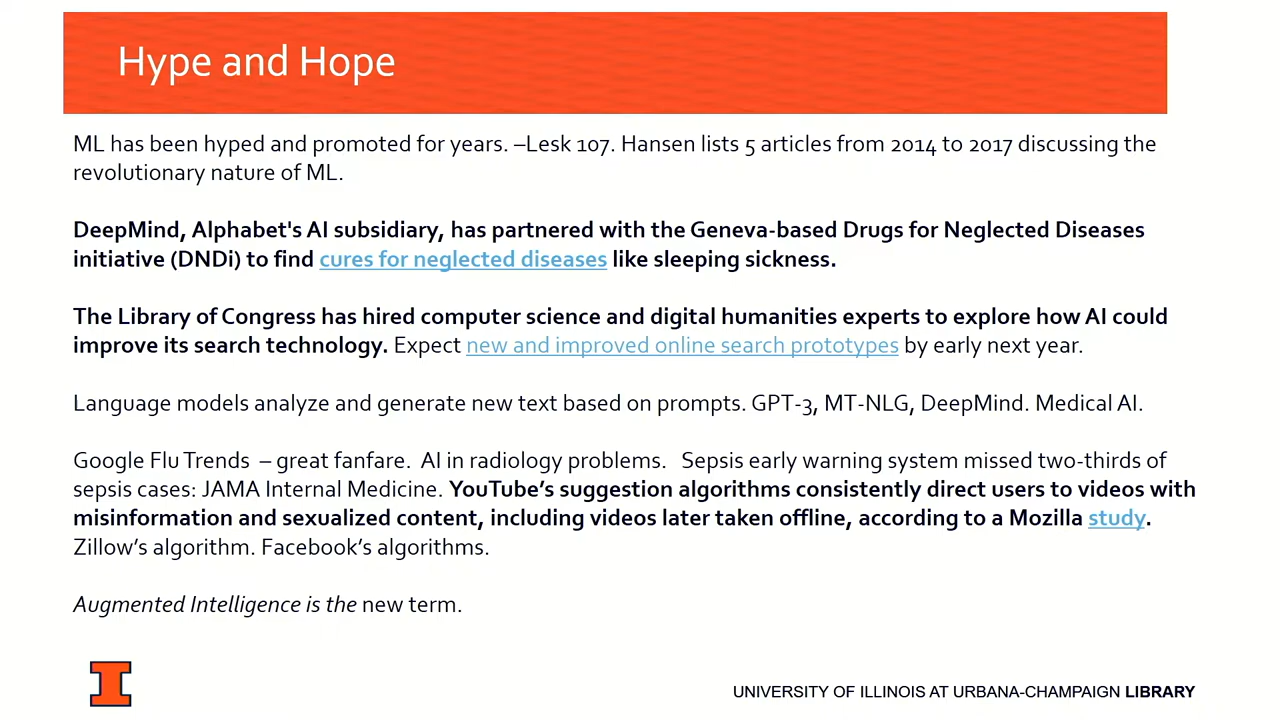 Hype and Hope
ML has been hyped and promoted for years. –Lesk 107. Hansen lists 5 articles from 2014 to 2017 discussing the
revolutionary nature of ML.
DeepMind, Alphabet's AI subsidiary, has partnered with the Geneva-based Drugs for Neglected Diseases
initiative (DNDi) to find cures for neglected diseases like sleeping sickness.
The Library of Congress has hired computer science and digital humanities experts to explore how AI could
improve its search technology. Expect new and improved online search prototypes by early next year.
Language models analyze and generate new text based on prompts. GPT-3, MT-NLG, DeepMind. Medical AI.
Google Flu Trends – great fanfare. AI in radiology problems. Sepsis early warning system missed two-thirds of
sepsis cases: JAMA Internal Medicine. YouTube’s suggestion algorithms consistently direct users to videos with
misinformation and sexualized content, including videos later taken offline, according to a Mozilla study.
Zillow’s algorithm. Facebook’s algorithms.
Augmented Intelligence is the new term.
I
UNIVERSITY OF ILLINOIS AT URBANA-CHAMPAIGN LIBRARY